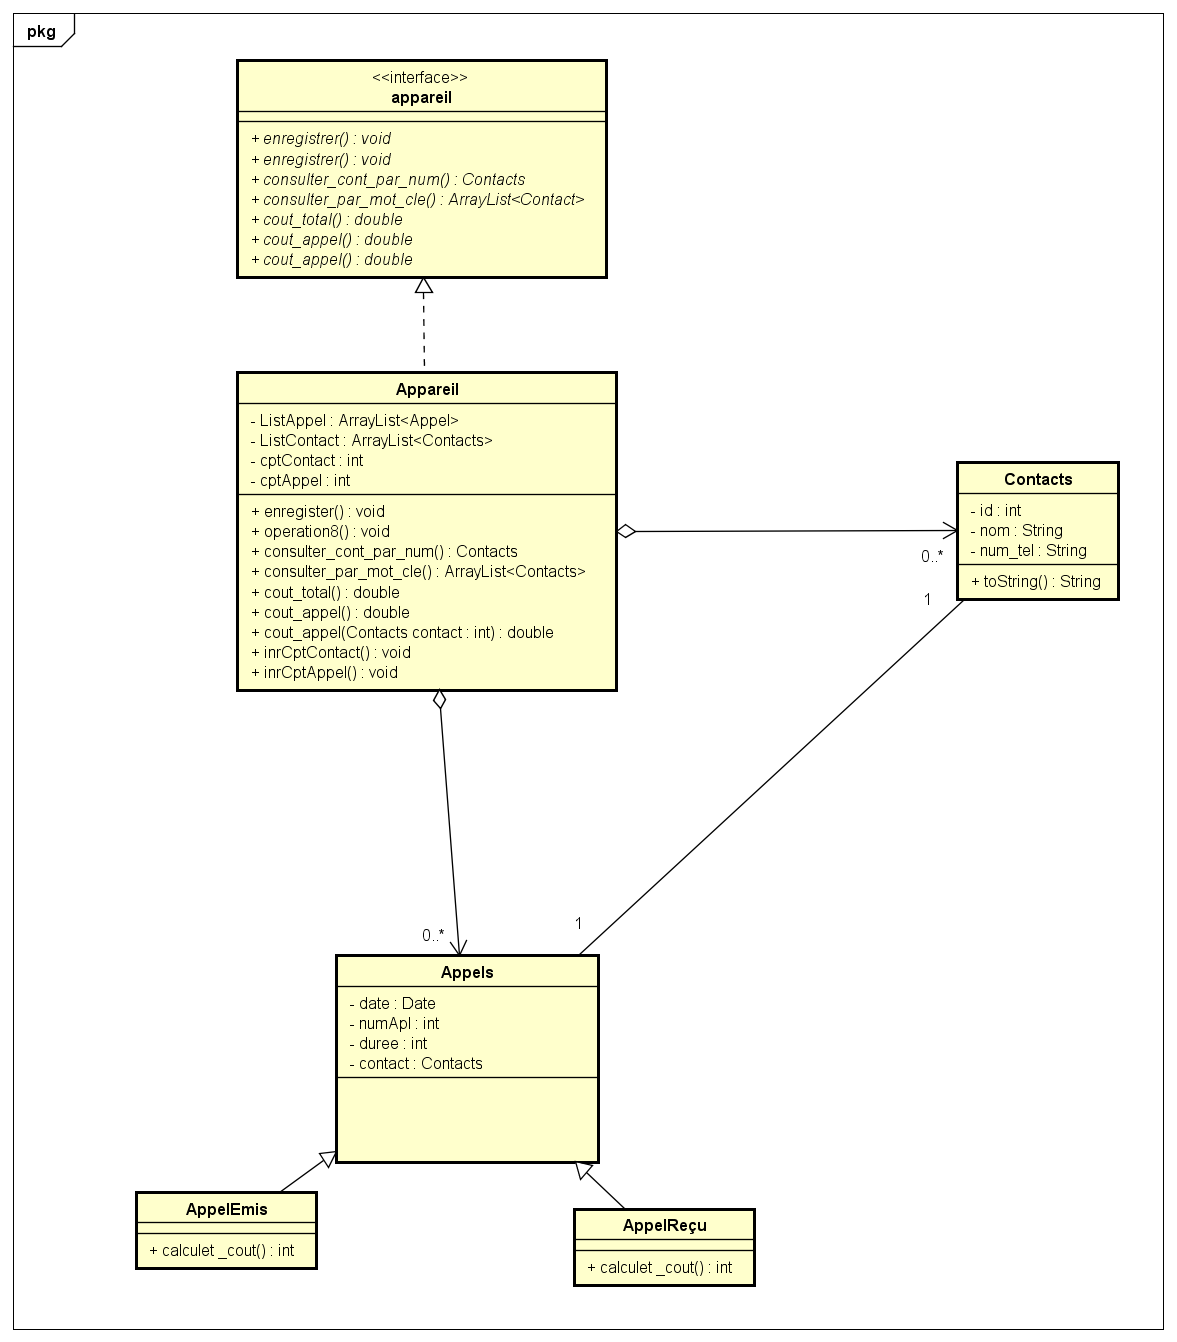 pkg
<<interface>>
appareil
+ enregistrer() : void
+ enregistrer() : void
+ consulter_cont_par_num() : Contacts
+ consulter_par_mot_cle() : ArrayList<Contact>
+ cout_total() : double
+ cout_appel() : double
+ cout_appel() : double
Appareil
- ListAppel : ArrayList<Appel>
- ListContact : ArrayList<Contacts>
- cptContact : int
- cptAppel : int
+ enregister() : void
+ operation8() : void
+ consulter_cont_par_num() : Contacts
+ consulter_par_mot_cle() : ArrayList<Contacts>
+ cout_total() : double
+ cout_appel() : double
+ cout_appel(Contacts contact : int) : double
+ inrCptContact() : void
+ inrCptAppel() : void
Contacts
- id : int
- nom : String
- num_tel : String
+ toString() : String
0..*
1
1
0..*
Appels
- date : Date
- numApl : int
- duree : int
- contact : Contacts
AppelEmis
+ calculet _cout() : int
AppelReçu
+ calculet _cout() : int